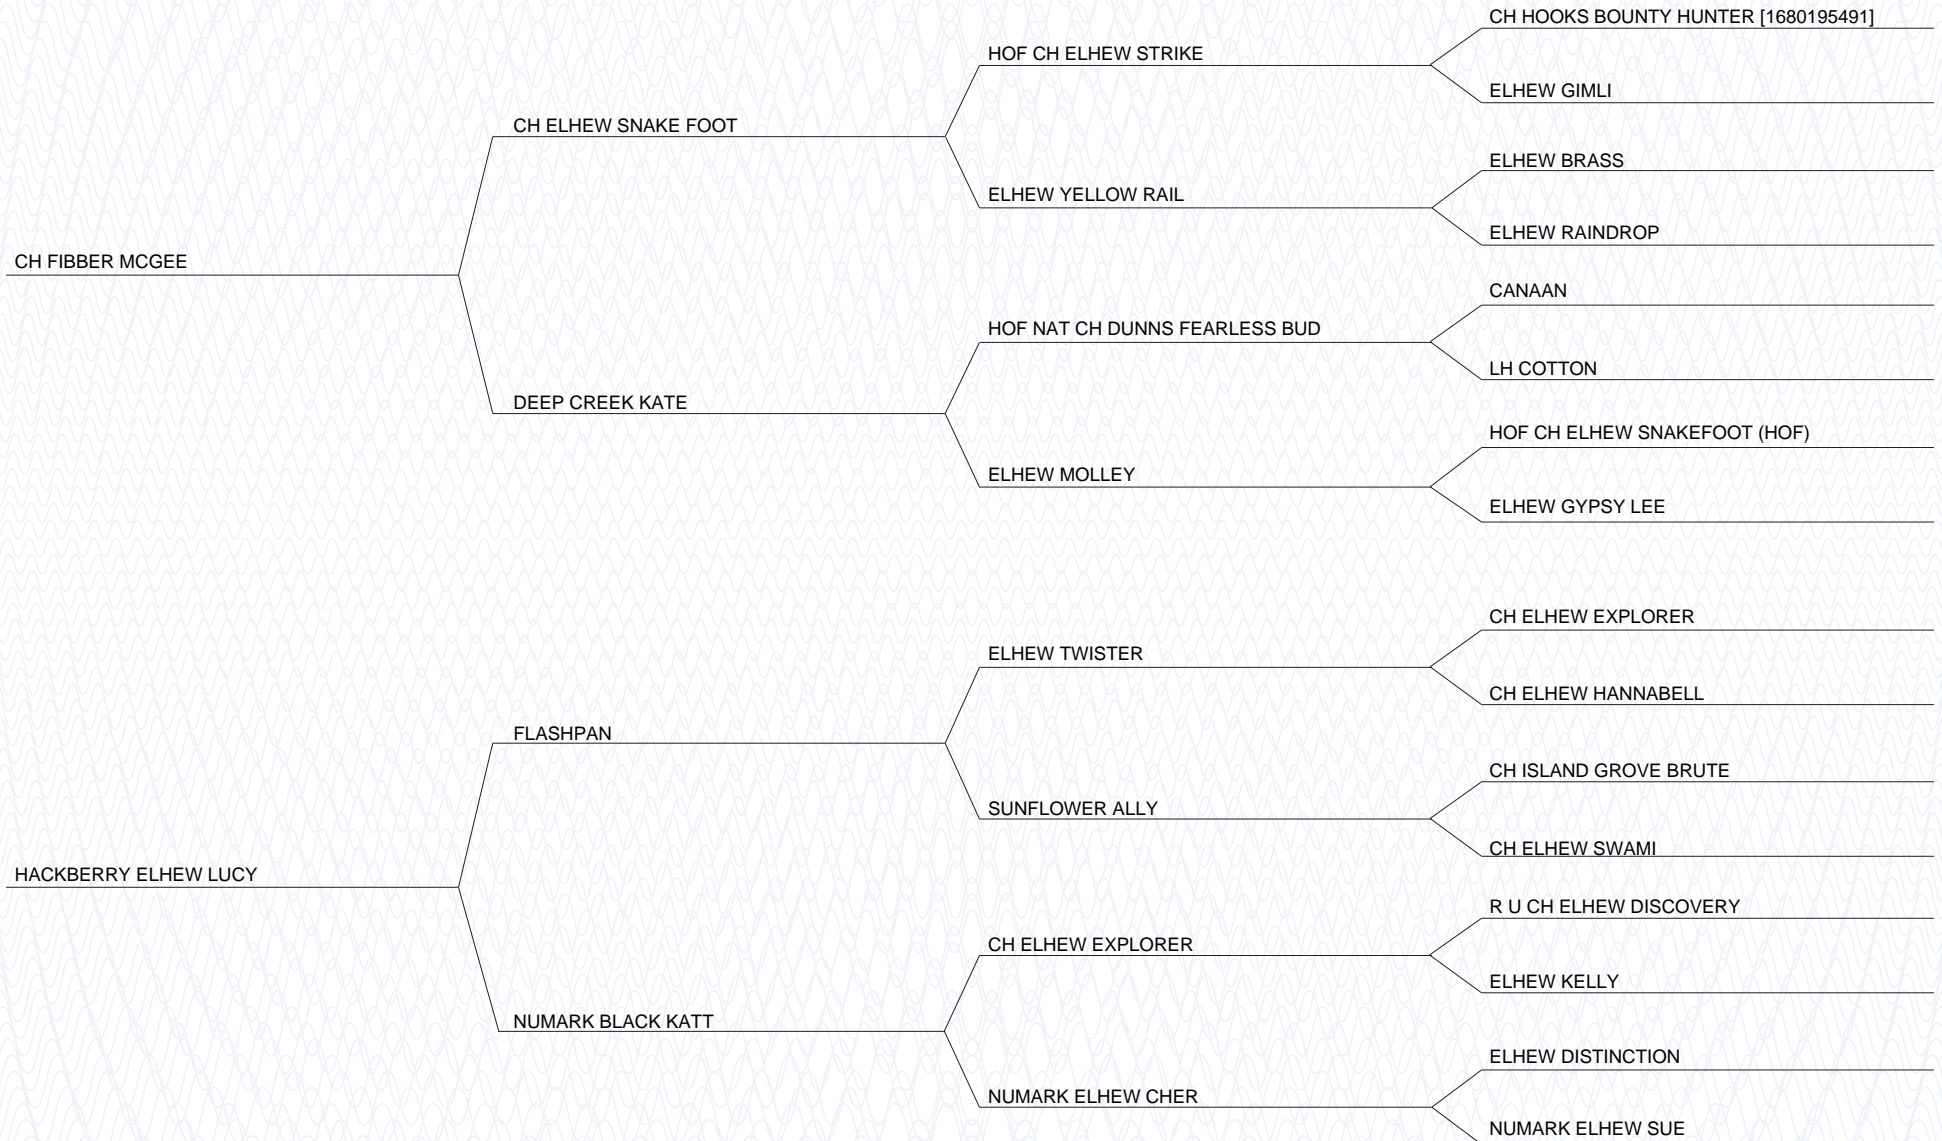 CH HOOKS BOUNTY HUNTER [1680195491]
HOF CH ELHEW STRIKE
ELHEW GIMLI
CH ELHEW SNAKE FOOT
ELHEW BRASS
ELHEW YELLOW RAIL
ELHEW RAINDROP
CH FIBBER MCGEE
CANAAN
HOF NAT CH DUNNS FEARLESS BUD
LH COTTON
DEEP CREEK KATE
HOF CH ELHEW SNAKEFOOT (HOF)
ELHEW MOLLEY
ELHEW GYPSY LEE
CH ELHEW EXPLORER
ELHEW TWISTER
CH ELHEW HANNABELL
FLASHPAN
CH ISLAND GROVE BRUTE
SUNFLOWER ALLY
CH ELHEW SWAMI
HACKBERRY ELHEW LUCY
R U CH ELHEW DISCOVERY
CH ELHEW EXPLORER
ELHEW KELLY
NUMARK BLACK KATT
ELHEW DISTINCTION
NUMARK ELHEW CHER
NUMARK ELHEW SUE